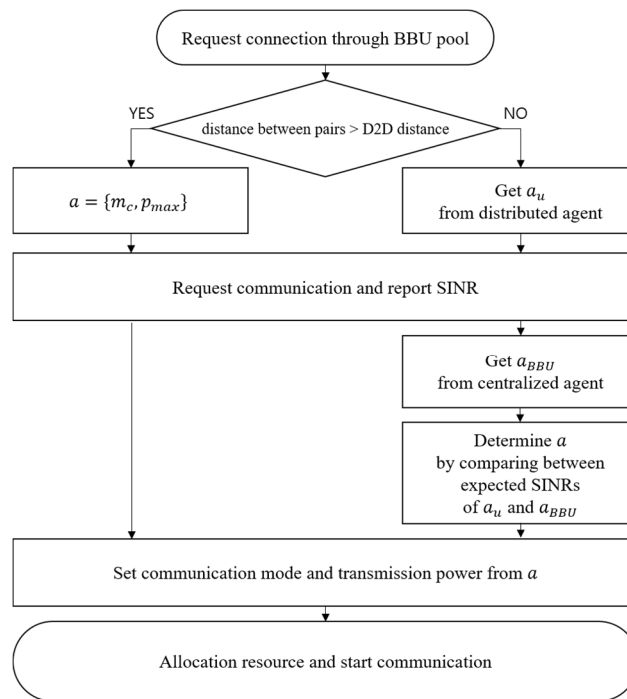 Request connection through BBU pool
YES
NO
distance between pairs > D2D distance
a = {m_c, p_max}
Get a_u
from distributed agent
Request communication and report SINR
Get a_BBU
from centralized agent
Determine a
by comparing between
expected SINRs
of a_u and a_BBU
Set communication mode and transmission power from a
Allocation resource and start communication